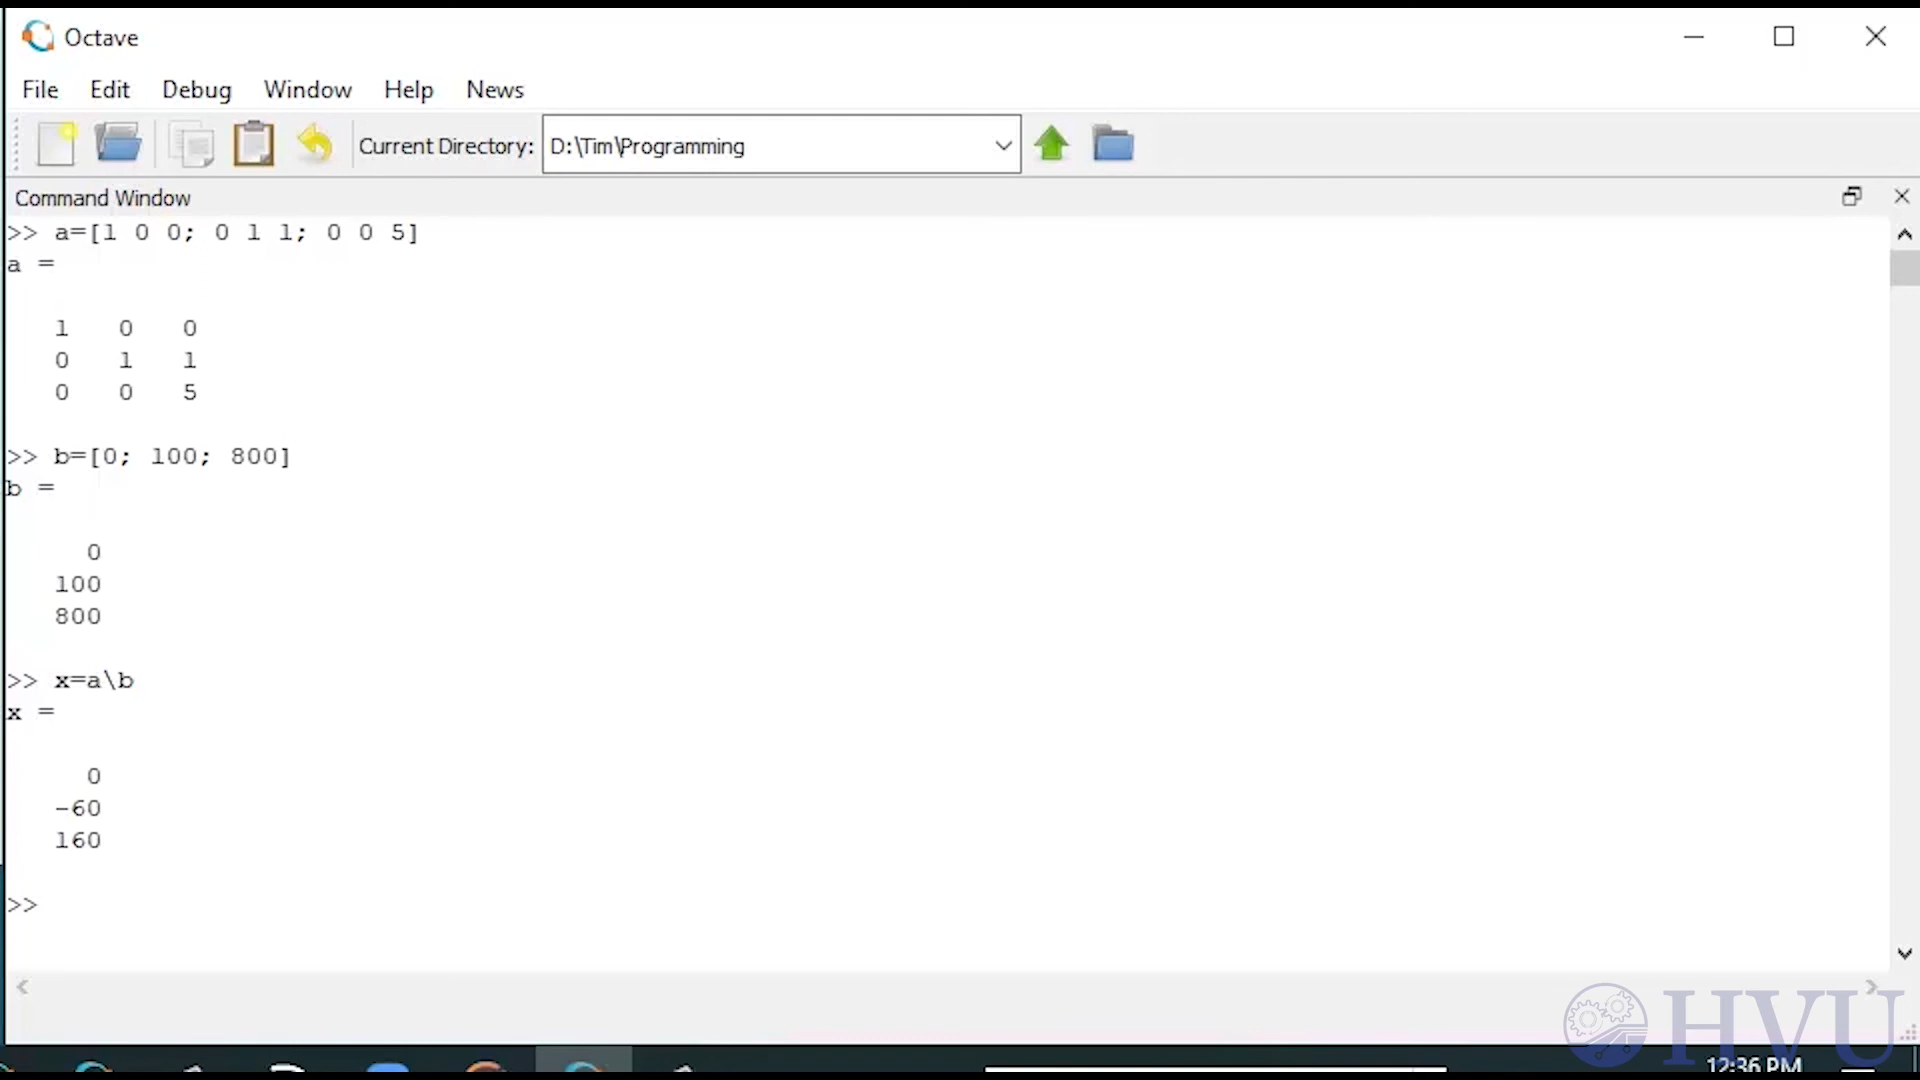 Octave
File Edit Debug Window Help News
Current Directory: D:\Tim\Programming
Command Window
>> a=[1 0 0; 0 1 1; 0 0 5]
a =
1 0 0
0 1 1
0 0 5
>> b=[0; 100; 800]
b =
0
100
800
>> x=a\b
x =
0
-60
160
>>
HVU
12:36 PM